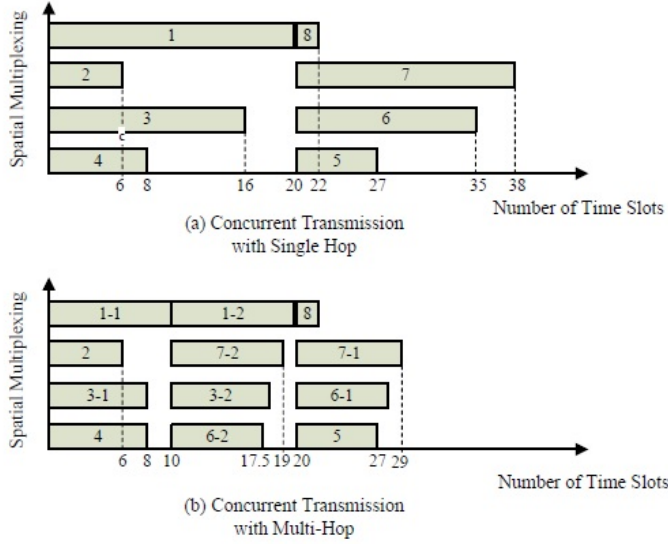 Spatial Multiplexing
1 8
2 7
3 6
c
4 5
6 8 16 20 22 27 35 38
Number of Time Slots
(a) Concurrent Transmission
with Single Hop
Spatial Multiplexing
1-1 1-2 8
2 7-2 7-1
3-1 3-2 6-1
4 6-2 5
6 8 10 17.5 19 20 27 29
Number of Time Slots
(b) Concurrent Transmission
with Multi-Hop